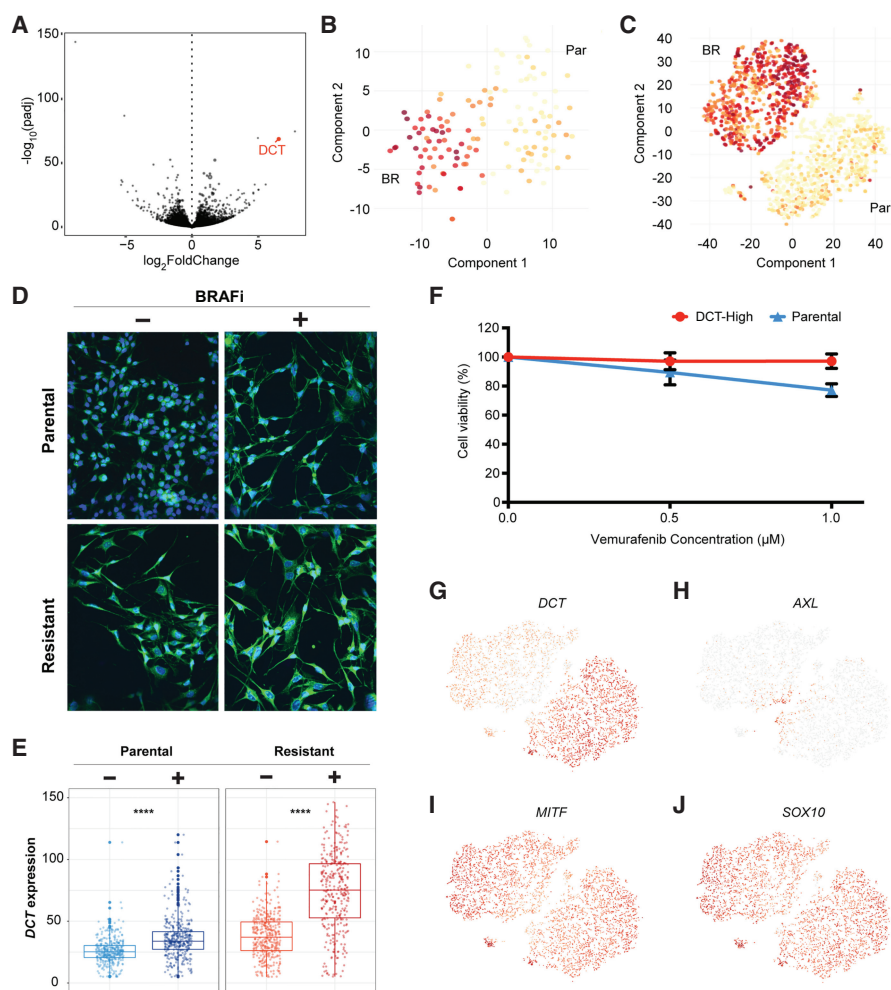 A
150
100
50
0
-log10(padj)
DCT
−5
0
5
log2FoldChange
B
10
5
0
-5
-10
Component 2
Par
BR
-10
0
10
Component 1
C
40
30
20
10
0
-10
-20
-30
-40
Component 2
BR
Par
-40
-20
0
20
40
Component 1
D
BRAFi
− +
Parental
Resistant
E
Parental Resistant
− + − +
**** ****
150
100
50
0
DCT expression
F
DCT-High Parental
120
100
80
60
40
20
0
Cell viability (%)
0.0 0.5 1.0
Vemurafenib Concentration (µM)
G
DCT
H
AXL
I
MITF
J
SOX10